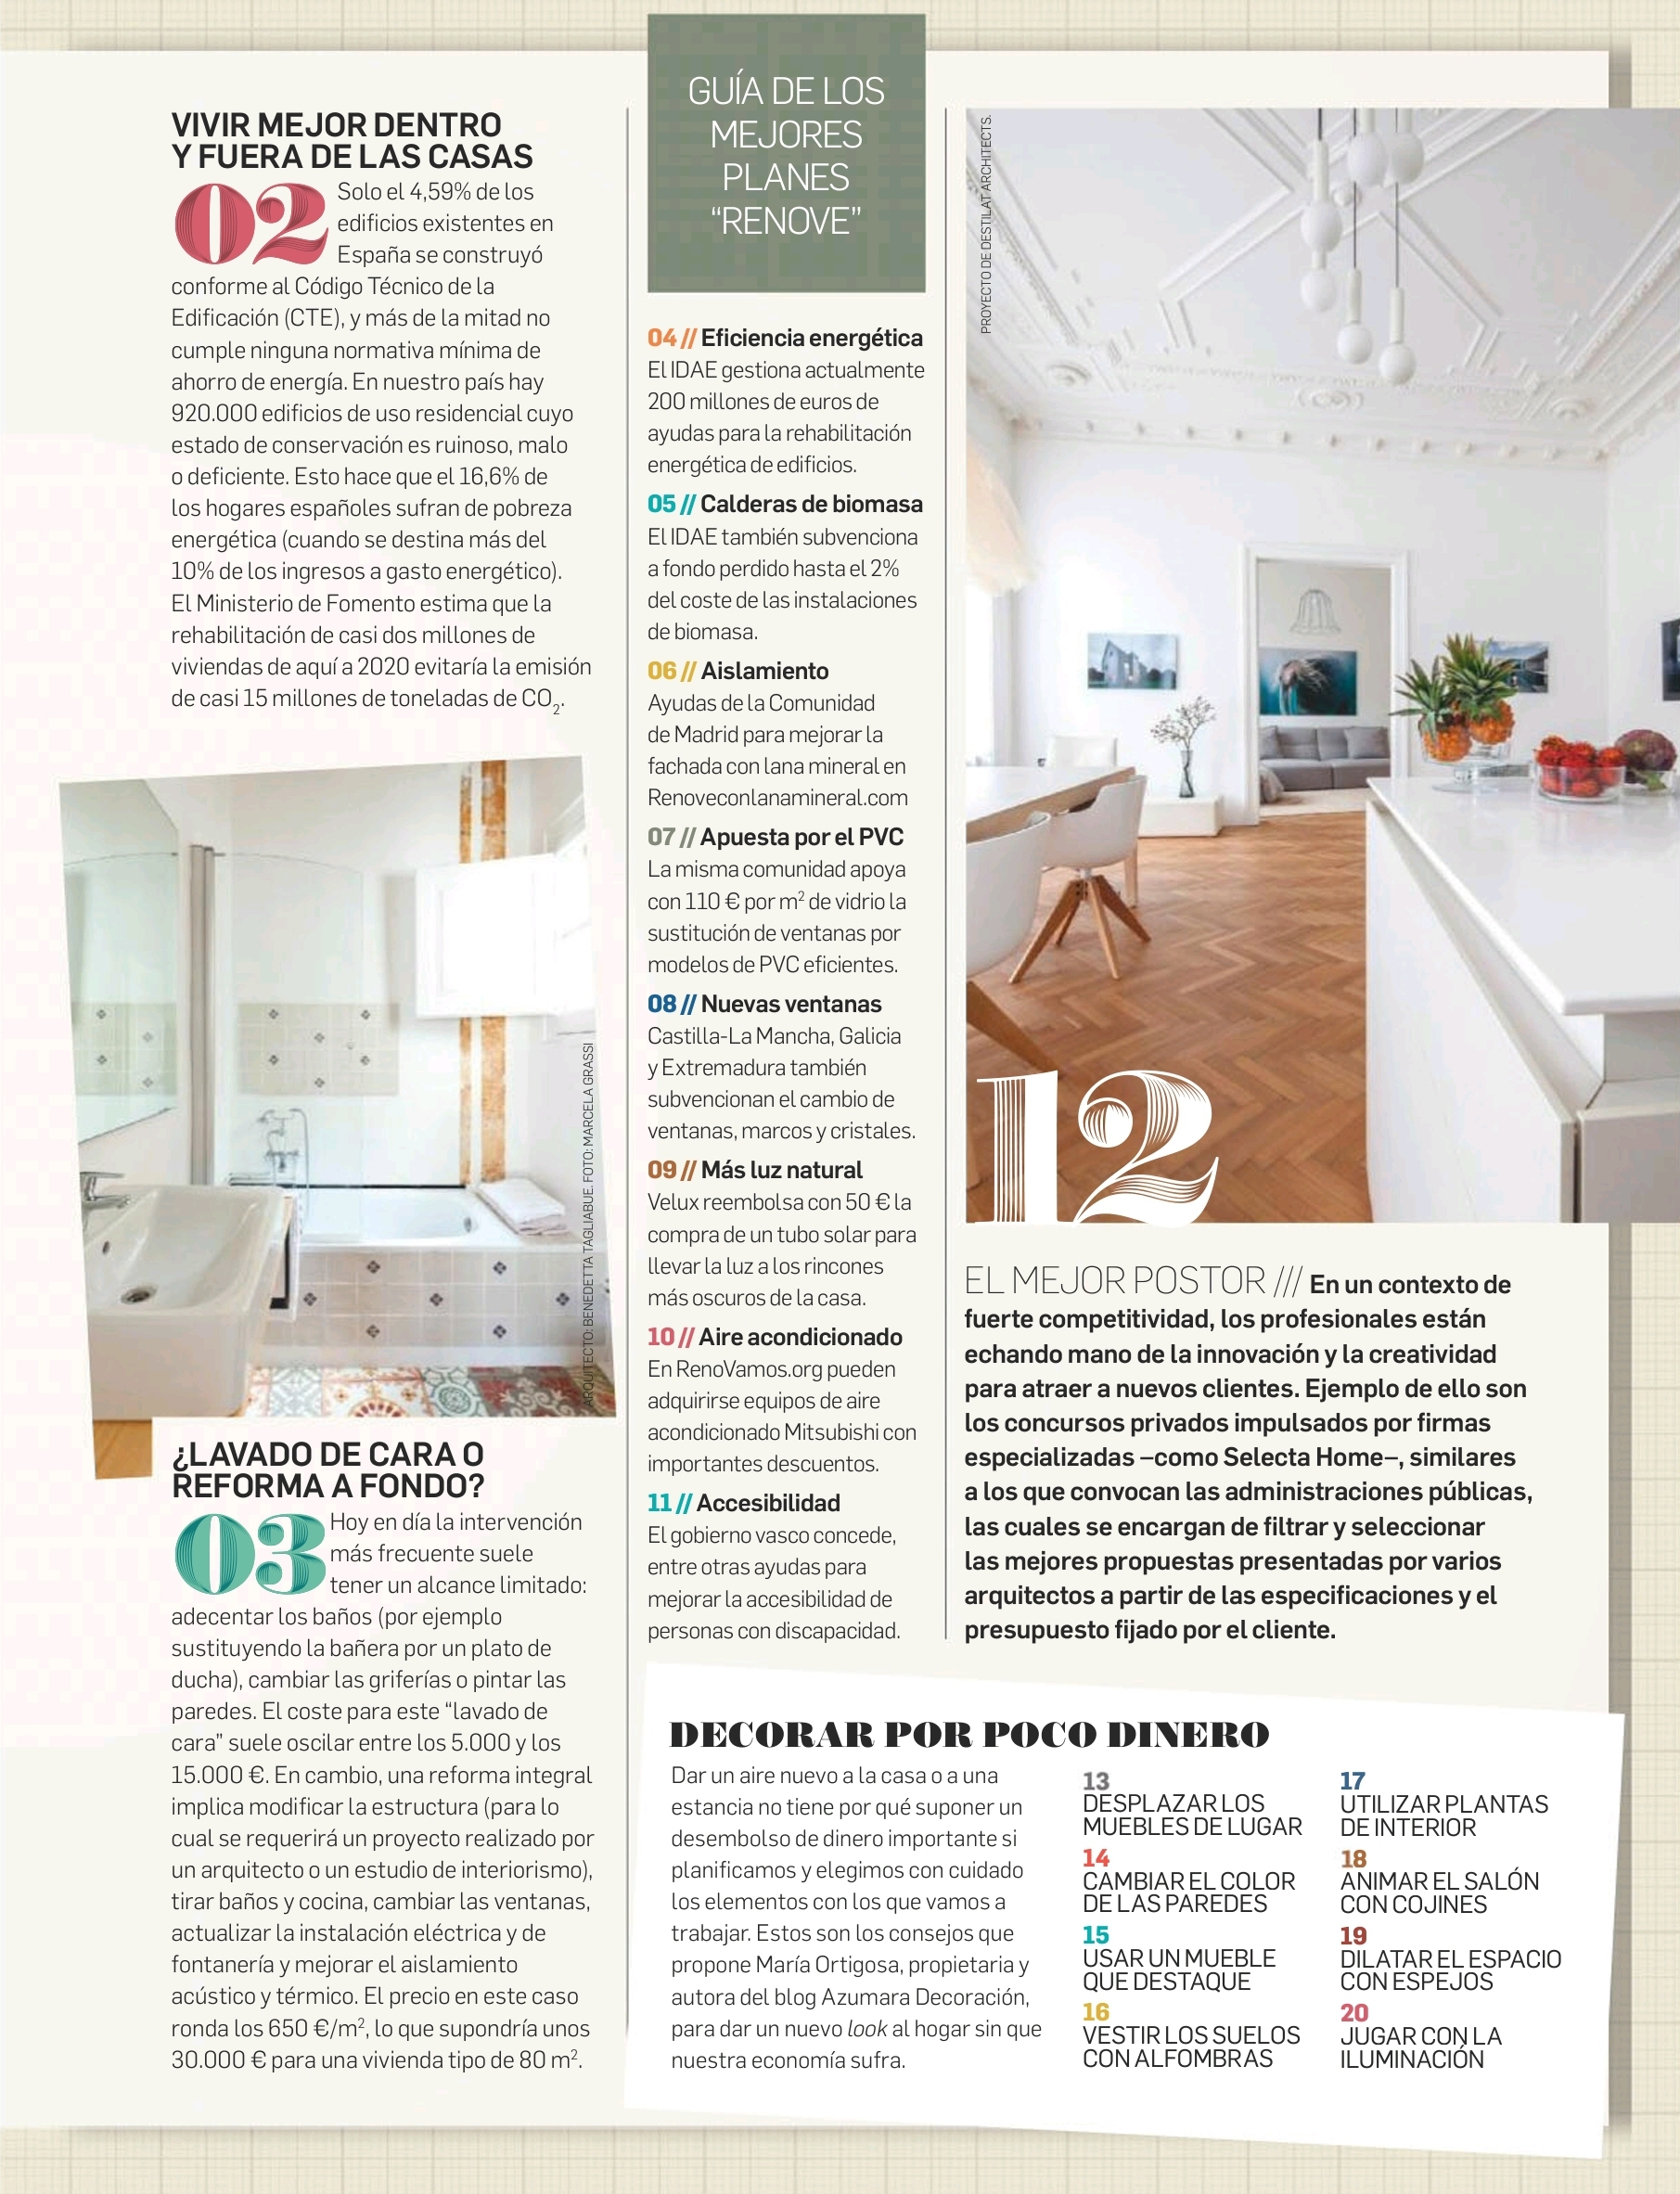 VIVIR MEJOR DENTRO
Y FUERA DE LAS CASAS
02
Solo el 4,59% de los
edificios existentes en
España se construyó
conforme al Código Técnico de la
Edificación (CTE), y más de la mitad no
cumple ninguna normativa mínima de
ahorro de energía. En nuestro país hay
920.000 edificios de uso residencial cuyo
estado de conservación es ruinoso, malo
o deficiente. Esto hace que el 16,6% de
los hogares españoles sufran de pobreza
energética (cuando se destina más del
10% de los ingresos a gasto energético).
El Ministerio de Fomento estima que la
rehabilitación de casi dos millones de
viviendas de aquí a 2020 evitaría la emisión
de casi 15 millones de toneladas de CO₂.
ARQUITECTO: BENEDETTA TAGLIABUE. FOTO: MARCELA GRASSI
¿LAVADO DE CARA O
REFORMA A FONDO?
03
Hoy en día la intervención
más frecuente suele
tener un alcance limitado:
adecentar los baños (por ejemplo
sustituyendo la bañera por un plato de
ducha), cambiar las griferías o pintar las
paredes. El coste para este “lavado de
cara” suele oscilar entre los 5.000 y los
15.000 €. En cambio, una reforma integral
implica modificar la estructura (para lo
cual se requerirá un proyecto realizado por
un arquitecto o un estudio de interiorismo),
tirar baños y cocina, cambiar las ventanas,
actualizar la instalación eléctrica y de
fontanería y mejorar el aislamiento
acústico y térmico. El precio en este caso
ronda los 650 €/m², lo que supondría unos
30.000 € para una vivienda tipo de 80 m².
GUÍA DE LOS
MEJORES
PLANES
“RENOVE”
04 // Eficiencia energética
El IDAE gestiona actualmente
200 millones de euros de
ayudas para la rehabilitación
energética de edificios.
05 // Calderas de biomasa
El IDAE también subvenciona
a fondo perdido hasta el 2%
del coste de las instalaciones
de biomasa.
06 // Aislamiento
Ayudas de la Comunidad
de Madrid para mejorar la
fachada con lana mineral en
Renoveconlanamineral.com
07 // Apuesta por el PVC
La misma comunidad apoya
con 110 € por m² de vidrio la
sustitución de ventanas por
modelos de PVC eficientes.
08 // Nuevas ventanas
Castilla-La Mancha, Galicia
y Extremadura también
subvencionan el cambio de
ventanas, marcos y cristales.
09 // Más luz natural
Velux reembolsa con 50 € la
compra de un tubo solar para
llevar la luz a los rincones
más oscuros de la casa.
10 // Aire acondicionado
En RenoVamos.org pueden
adquirirse equipos de aire
acondicionado Mitsubishi con
importantes descuentos.
11 // Accesibilidad
El gobierno vasco concede,
entre otras ayudas para
mejorar la accesibilidad de
personas con discapacidad.
PROYECTO DE DESTILAT ARCHITECTS.
12
EL MEJOR POSTOR /// En un contexto de
fuerte competitividad, los profesionales están
echando mano de la innovación y la creatividad
para atraer a nuevos clientes. Ejemplo de ello son
los concursos privados impulsados por firmas
especializadas –como Selecta Home–, similares
a los que convocan las administraciones públicas,
las cuales se encargan de filtrar y seleccionar
las mejores propuestas presentadas por varios
arquitectos a partir de las especificaciones y el
presupuesto fijado por el cliente.
DECORAR POR POCO DINERO
Dar un aire nuevo a la casa o a una
estancia no tiene por qué suponer un
desembolso de dinero importante si
planificamos y elegimos con cuidado
los elementos con los que vamos a
trabajar. Estos son los consejos que
propone María Ortigosa, propietaria y
autora del blog Azumara Decoración,
para dar un nuevo look al hogar sin que
nuestra economía sufra.
13
DESPLAZAR LOS
MUEBLES DE LUGAR
14
CAMBIAR EL COLOR
DE LAS PAREDES
15
USAR UN MUEBLE
QUE DESTAQUE
16
VESTIR LOS SUELOS
CON ALFOMBRAS
17
UTILIZAR PLANTAS
DE INTERIOR
18
ANIMAR EL SALÓN
CON COJINES
19
DILATAR EL ESPACIO
CON ESPEJOS
20
JUGAR CON LA
ILUMINACIÓN